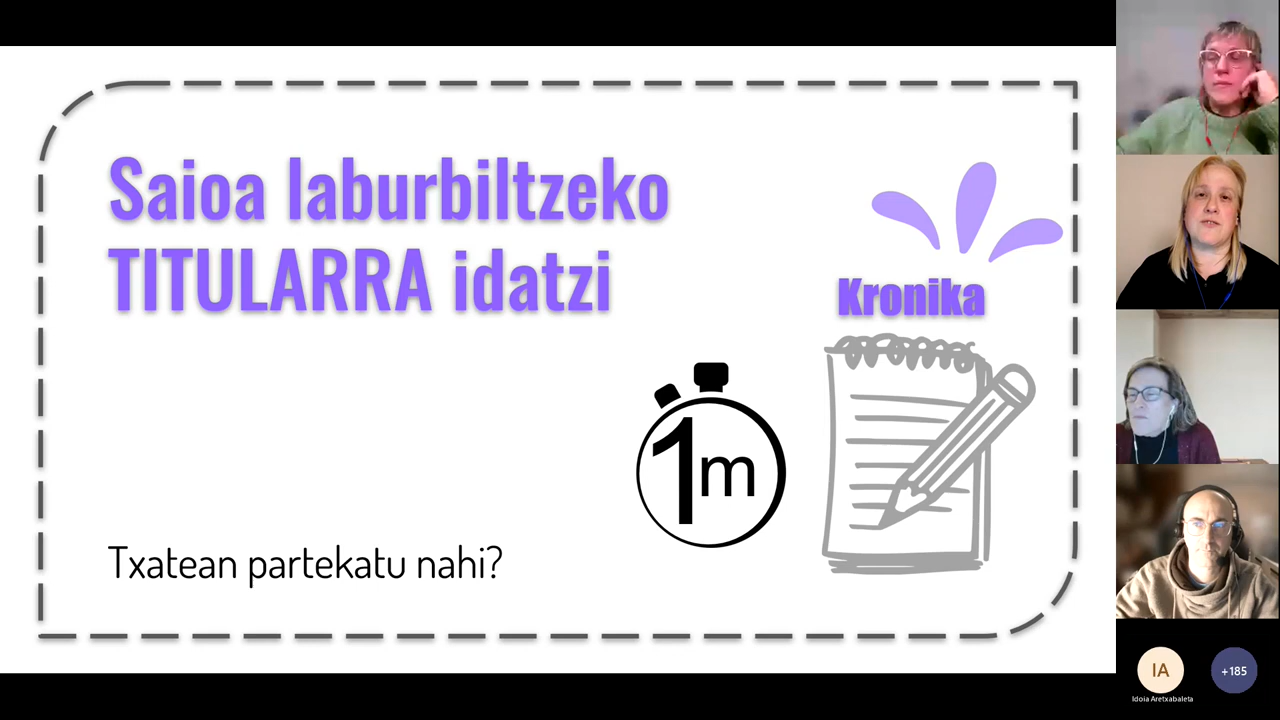 Saioa laburbiltzeko
TITULARRA idatzi
Kronika
1m
Txatean partekatu nahi?
IA
+185
Idoia Aretxabaleta